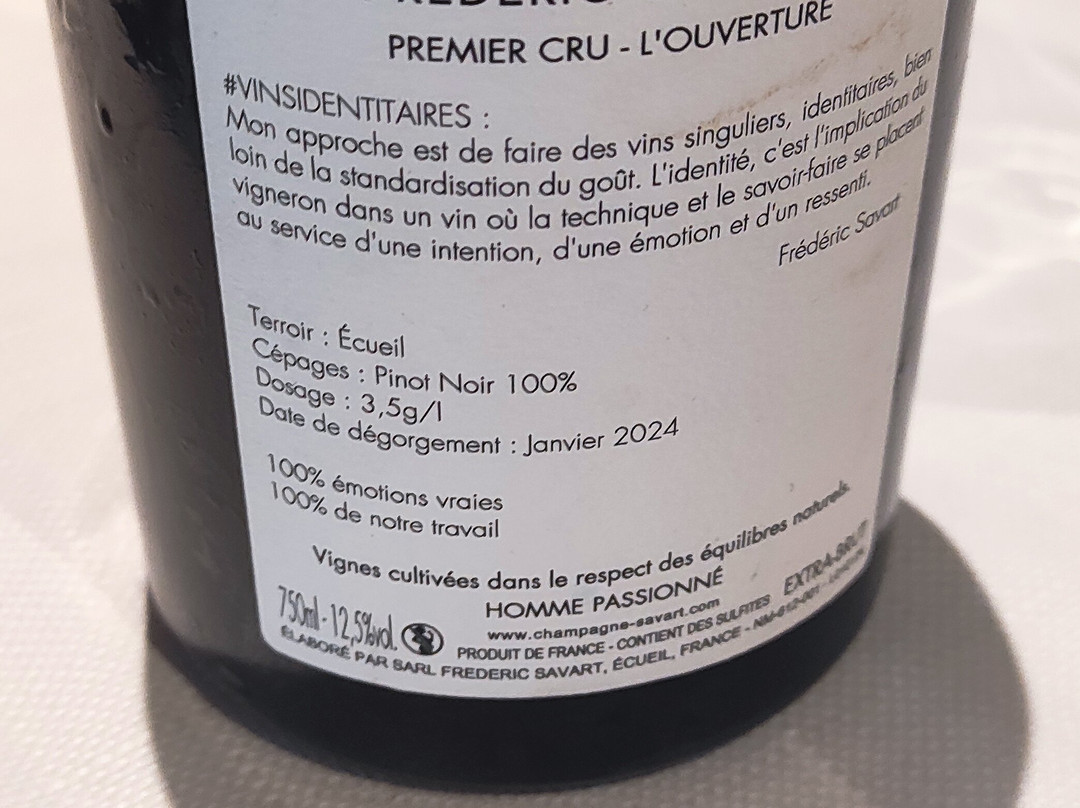 FREDERIC
PREMIER CRU - L'OUVERTURE
#VINSIDENTITAIRES :
Mon approche est de faire des vins singuliers, identitaires, bien
loin de la standardisation du goût. L'identité, c'est l'implication du
vigneron dans un vin où la technique et le savoir-faire se placent
au service d'une intention, d'une émotion et d'un ressenti.
Frédéric Savart
Terroir : Écueil
Cépages : Pinot Noir 100%
Dosage : 3,5g/l
Date de dégorgement : Janvier 2024
100% émotions vraies
100% de notre travail
Vignes cultivées dans le respect des équilibres naturels.
HOMME PASSIONNÉ
EXTRA-BRUT
750ml - 12,5%vol.
www.champagne-savart.com
PRODUIT DE FRANCE - CONTIENT DES SULFITES
ÉLABORÉ PAR SARL FREDERIC SAVART, ÉCUEIL, FRANCE - NM-812-001